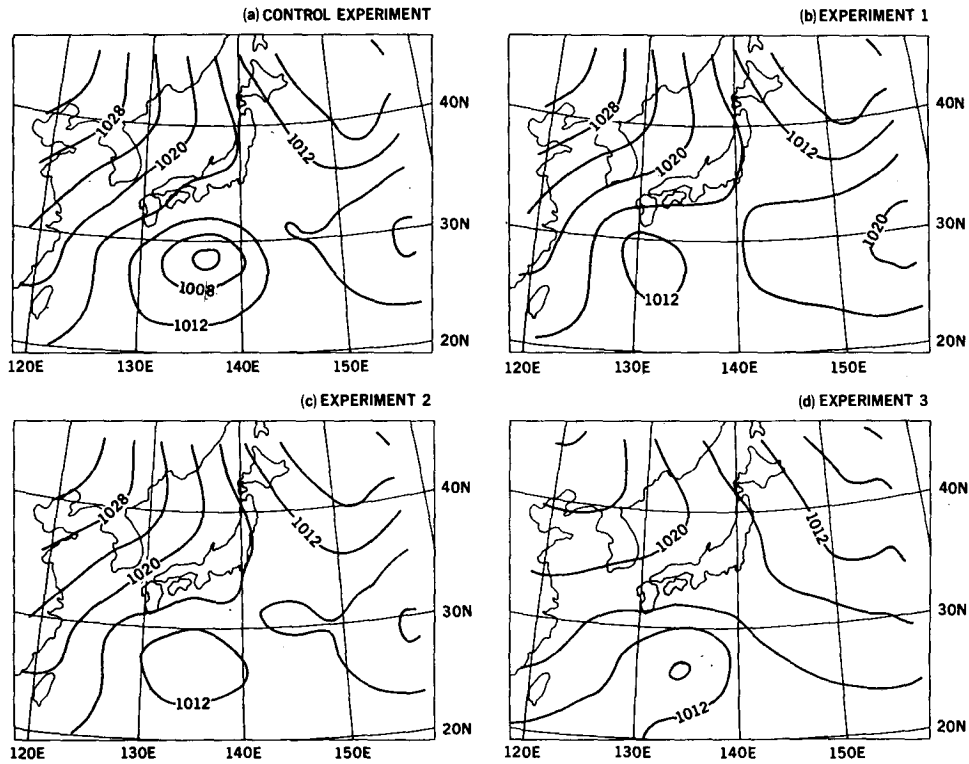 (a) CONTROL EXPERIMENT
(b) EXPERIMENT 1
1028
1020
1012
1008
1012
40N
30N
20N
120E 130E 140E 150E
1028
1020
1012
1020
1012
40N
30N
20N
120E 130E 140E 150E
(c) EXPERIMENT 2
(d) EXPERIMENT 3
1028
1020
1012
1012
40N
30N
20N
120E 130E 140E 150E
1020
1012
1012
40N
30N
20N
120E 130E 140E 150E